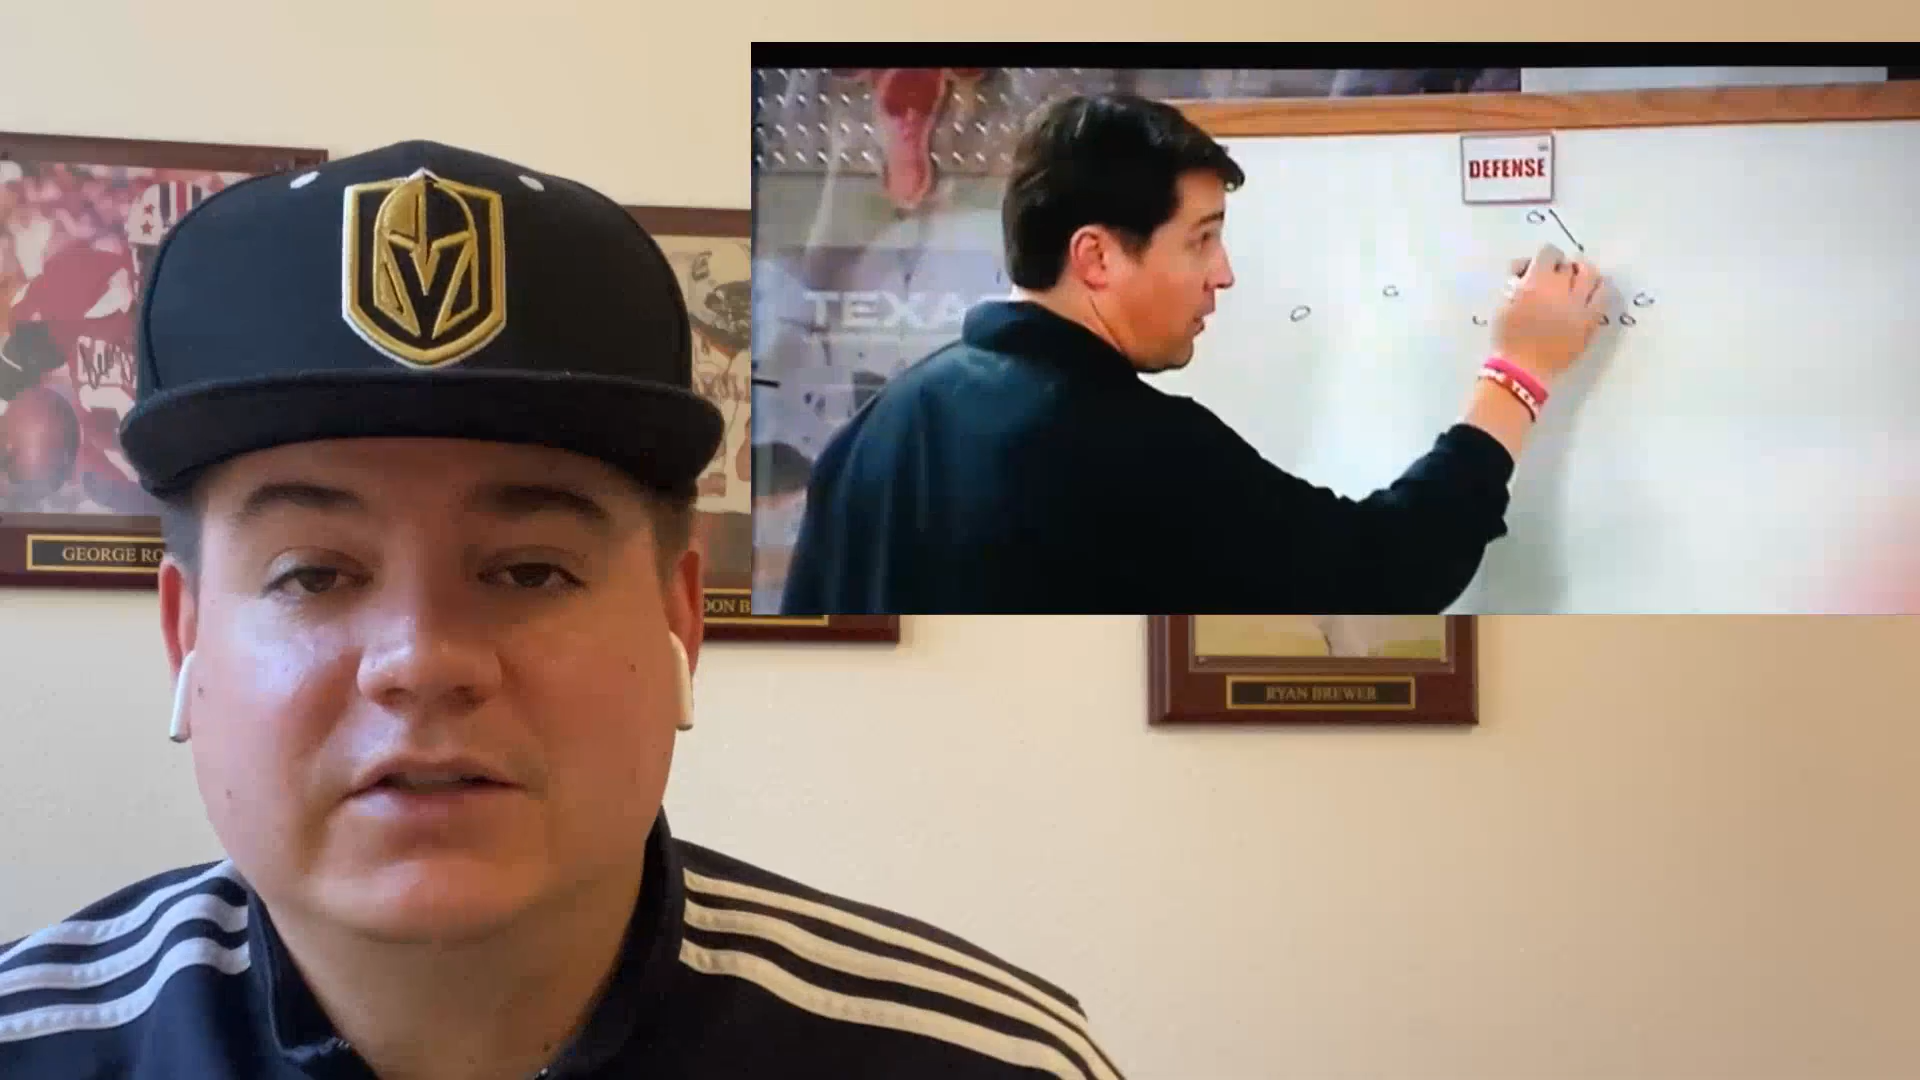 DEFENSE
TEXA
GEORGE RO
DON B
RYAN BREWER